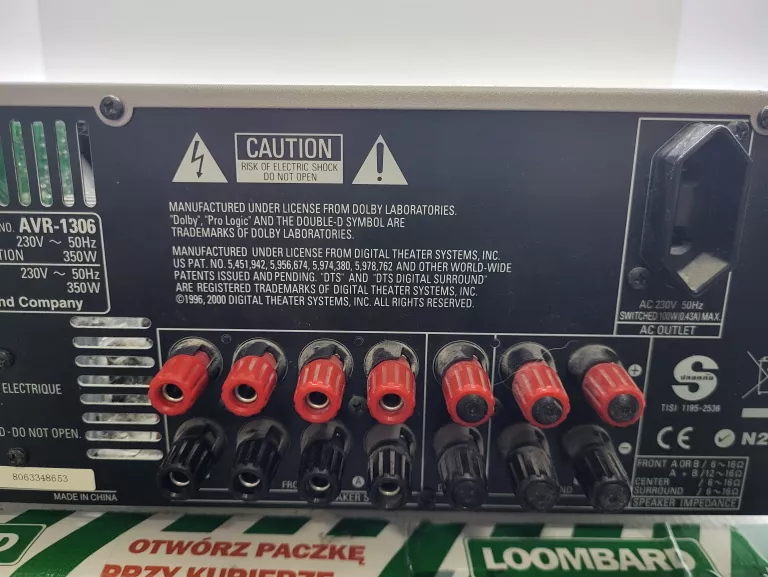 CAUTION
RISK OF ELECTRIC SHOCK
DO NOT OPEN
MANUFACTURED UNDER LICENSE FROM DOLBY LABORATORIES.
"Dolby", "Pro Logic" AND THE DOUBLE-D SYMBOL ARE
TRADEMARKS OF DOLBY LABORATORIES.
MANUFACTURED UNDER LICENSE FROM DIGITAL THEATER SYSTEMS, INC.
US PAT. NO. 5,451,942, 5,956,674, 5,974,380, 5,978,762 AND OTHER WORLD-WIDE
PATENTS ISSUED AND PENDING. "DTS" AND "DTS DIGITAL SURROUND"
ARE REGISTERED TRADEMARKS OF DIGITAL THEATER SYSTEMS, INC.
©1996, 2000 DIGITAL THEATER SYSTEMS, INC. ALL RIGHTS RESERVED.
NO. AVR-1306
230V ~ 50Hz
350W
230V ~ 50Hz
350W
nd Company
ELECTRIQUE
DO NOT OPEN.
8063348653
MADE IN CHINA
AC 230V 50Hz
SWITCHED 100W(0.43A) MAX.
AC OUTLET
+
S
TISI 1195-2536
CE
N2
−
A
FRONT A OR B / 6~16Ω
A + B / 12~16Ω
CENTER / 6~16Ω
SURROUND / 6~16Ω
SPEAKER IMPEDANCE
OTWÓRZ PACZKĘ
PRZY KURIERZE
LOOMBARD